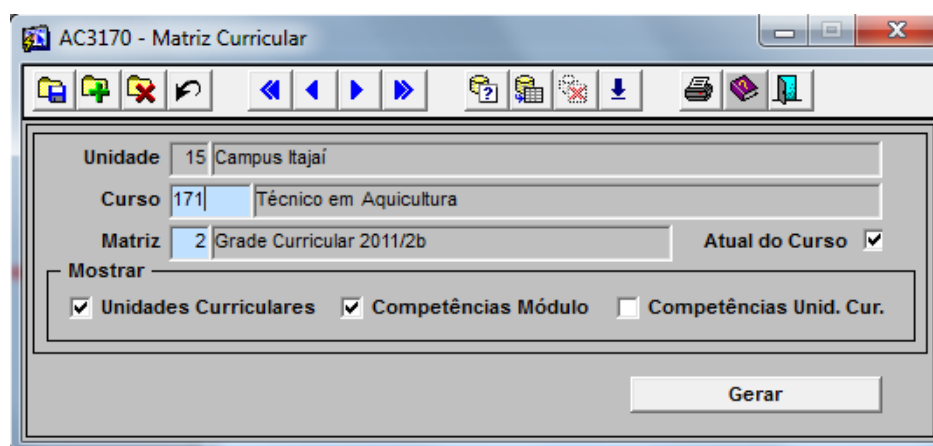 AC3170 - Matriz Curricular
Unidade 15 Campus Itajaí
Curso 171 Técnico em Aquicultura
Matriz 2 Grade Curricular 2011/2b Atual do Curso
Mostrar
Unidades Curriculares Competências Módulo Competências Unid. Cur.
Gerar